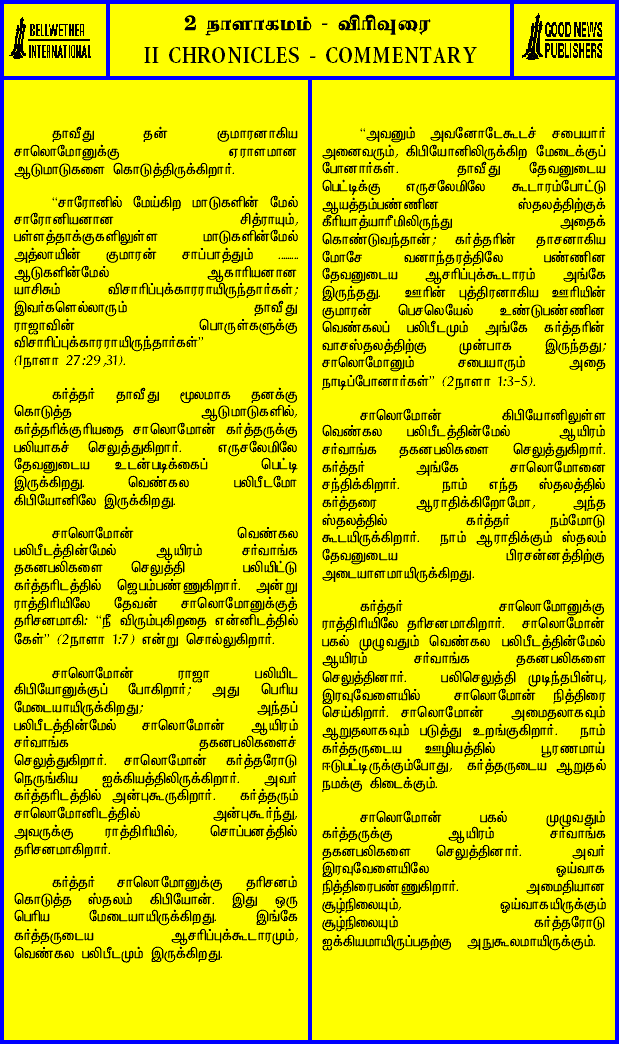 BELLWETHER
INTERNATIONAL
2 நாளாகமம் - விரிவுரை
II CHRONICLES - COMMENTARY
GOOD NEWS
PUBLISHERS
தாவீது தன் குமாரனாகிய
சாலொமோனுக்கு ஏராளமான
ஆடுமாடுகளை கொடுத்திருக்கிறார்.
“சாரோனில் மேய்கிற மாடுகளின் மேல்
சாரோனியனான சித்ராயும்,
பள்ளத்தாக்குகளிலுள்ள மாடுகளின்மேல்
அத்லாயின் குமாரன் சாப்பாத்தும் ........
ஆடுகளின்மேல் ஆகாரியனான
யாசிசும் விசாரிப்புக்காரராயிருந்தார்கள்;
இவர்களெல்லாரும் தாவீது
ராஜாவின் பொருள்களுக்கு
விசாரிப்புக்காரராயிருந்தார்கள்”
(1நாளா 27:29,31).
கர்த்தர் தாவீது மூலமாக தனக்கு
கொடுத்த ஆடுமாடுகளில்,
கர்த்தரிக்குரியதை சாலொமோன் கர்த்தருக்கு
பலியாகச் செலுத்துகிறார். எருசலேமிலே
தேவனுடைய உடன்படிக்கைப் பெட்டி
இருக்கிறது. வெண்கல பலிபீடமோ
கிபியோனிலே இருக்கிறது.
சாலொமோன் வெண்கல
பலிபீடத்தின்மேல் ஆயிரம் சர்வாங்க
தகனபலிகளை செலுத்தி பலியிட்டு
கர்த்தரிடத்தில் ஜெபம்பண்ணுகிறார். அன்று
ராத்திரியிலே தேவன் சாலொமோனுக்குத்
தரிசனமாகி: “நீ விரும்புகிறதை என்னிடத்தில்
கேள்” (2நாளா 1:7) என்று சொல்லுகிறார்.
சாலொமோன் ராஜா பலியிட
கிபியோனுக்குப் போகிறார்; அது பெரிய
மேடையாயிருக்கிறது; அந்தப்
பலிபீடத்தின்மேல் சாலொமோன் ஆயிரம்
சர்வாங்க தகனபலிகளைச்
செலுத்துகிறார். சாலொமோன் கர்த்தரோடு
நெருங்கிய ஐக்கியத்திலிருக்கிறார். அவர்
கர்த்தரிடத்தில் அன்புகூருகிறார். கர்த்தரும்
சாலொமோனிடத்தில் அன்புகூர்ந்து,
அவருக்கு ராத்திரியில், சொப்பனத்தில்
தரிசனமாகிறார்.
கர்த்தர் சாலொமோனுக்கு தரிசனம்
கொடுத்த ஸ்தலம் கிபியோன். இது ஒரு
பெரிய மேடையாயிருக்கிறது. இங்கே
கர்த்தருடைய ஆசரிப்புக்கூடாரமும்,
வெண்கல பலிபீடமும் இருக்கிறது.
“அவனும் அவனோடேகூடச் சபையார்
அனைவரும், கிபியோனிலிருக்கிற மேடைக்குப்
போனார்கள். தாவீது தேவனுடைய
பெட்டிக்கு எருசலேமிலே கூடாரம்போட்டு
ஆயத்தம்பண்ணின ஸ்தலத்திற்குக்
கீரியாத்யாரீமிலிருந்து அதைக்
கொண்டுவந்தான்; கர்த்தரின் தாசனாகிய
மோசே வனாந்தரத்திலே பண்ணின
தேவனுடைய ஆசரிப்புக்கூடாரம் அங்கே
இருந்தது. ஊரின் புத்திரனாகிய ஊரியின்
குமாரன் பெசலெயேல் உண்டுபண்ணின
வெண்கலப் பலிபீடமும் அங்கே கர்த்தரின்
வாசஸ்தலத்திற்கு முன்பாக இருந்தது;
சாலொமோனும் சபையாரும் அதை
நாடிப்போனார்கள்” (2நாளா 1:3-5).
சாலொமோன் கிபியோனிலுள்ள
வெண்கல பலிபீடத்தின்மேல் ஆயிரம்
சர்வாங்க தகனபலிகளை செலுத்துகிறார்.
கர்த்தர் அங்கே சாலொமோனை
சந்திக்கிறார். நாம் எந்த ஸ்தலத்தில்
கர்த்தரை ஆராதிக்கிறோமோ, அந்த
ஸ்தலத்தில் கர்த்தர் நம்மோடு
கூடயிருக்கிறார். நாம் ஆராதிக்கும் ஸ்தலம்
தேவனுடைய பிரசன்னத்திற்கு
அடையாளமாயிருக்கிறது.
கர்த்தர் சாலொமோனுக்கு
ராத்திரியிலே தரிசனமாகிறார். சாலொமோன்
பகல் முழுவதும் வெண்கல பலிபீடத்தின்மேல்
ஆயிரம் சர்வாங்க தகனபலிகளை
செலுத்தினார். பலிசெலுத்தி முடிந்தபின்பு,
இரவுவேளையில் சாலொமோன் நித்திரை
செய்கிறார். சாலொமோன் அமைதலாகவும்
ஆறுதலாகவும் படுத்து உறங்குகிறார். நாம்
கர்த்தருடைய ஊழியத்தில் பூரணமாய்
ஈடுபட்டிருக்கும்போது, கர்த்தருடைய ஆறுதல்
நமக்கு கிடைக்கும்.
சாலொமோன் பகல் முழுவதும்
கர்த்தருக்கு ஆயிரம் சர்வாங்க
தகனபலிகளை செலுத்தினார். அவர்
இரவுவேளையிலே ஓய்வாக
நித்திரைபண்ணுகிறார். அமைதியான
சூழ்நிலையும், ஓய்வாகயிருக்கும்
சூழ்நிலையும் கர்த்தரோடு
ஐக்கியமாயிருப்பதற்கு அநுகூலமாயிருக்கும்.